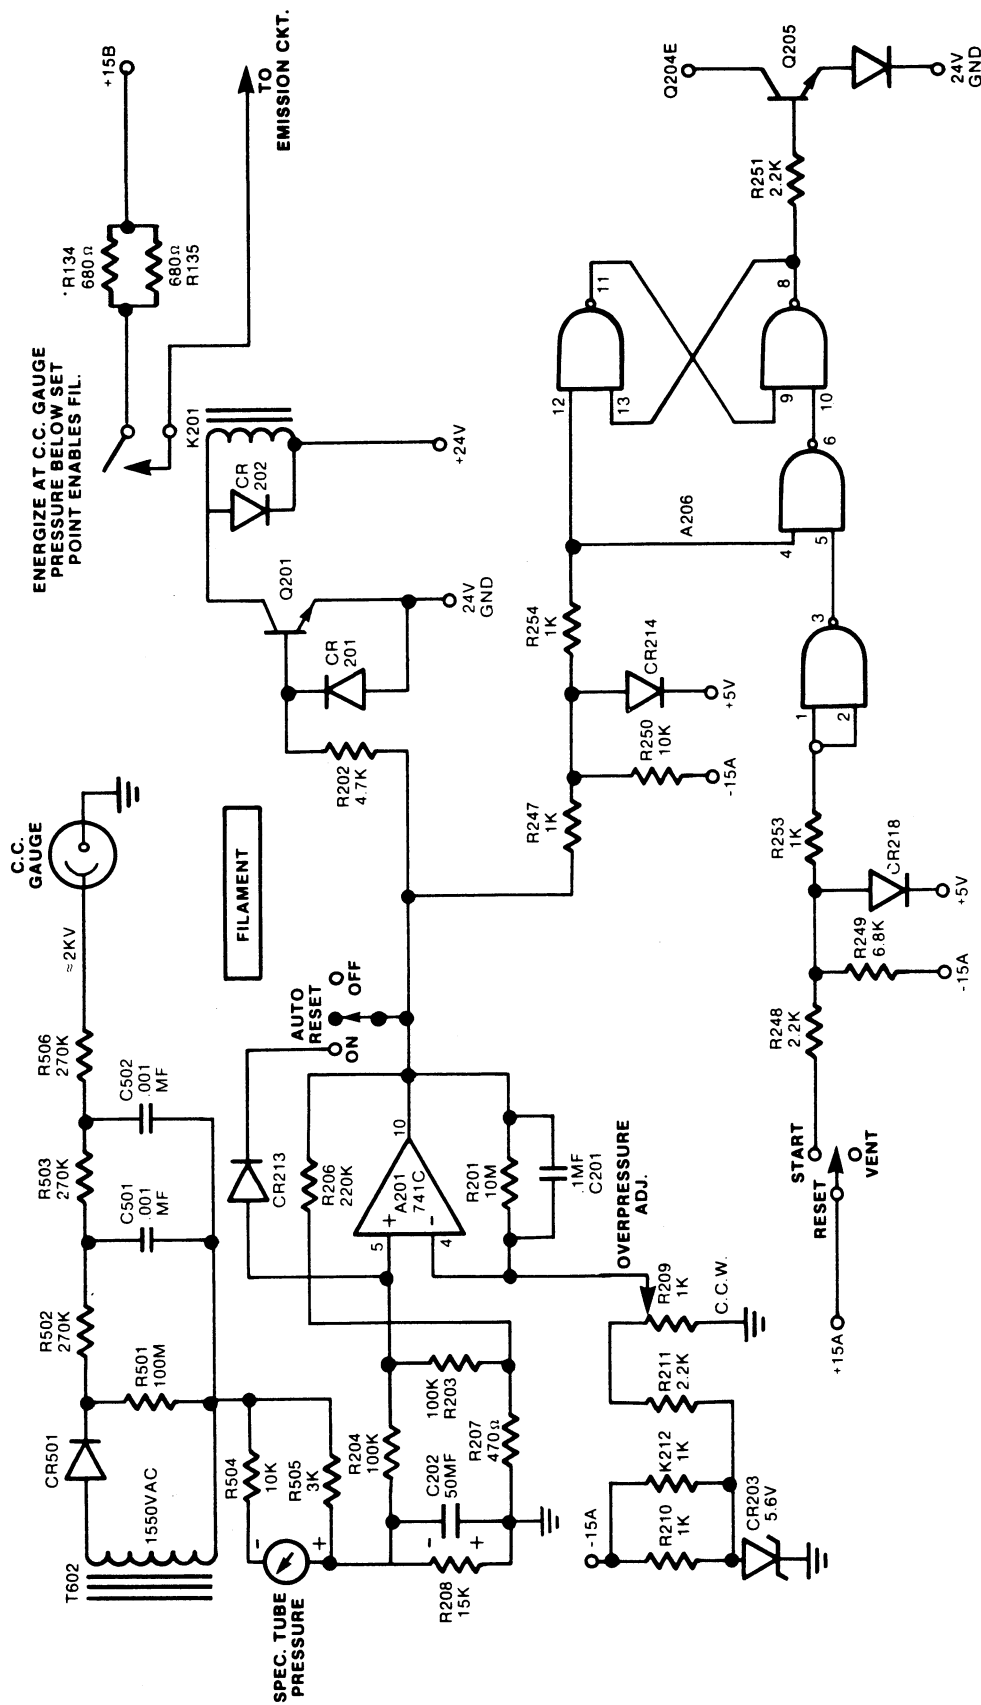 T602
1550VAC
CR501
R501
100M
R502
270K
C501
.001
MF
R503
270K
C502
.001
MF
R506
270K
≈2KV
C.C.
GAUGE
ENERGIZE AT C.C. GAUGE
PRESSURE BELOW SET
POINT ENABLES FIL.
R134
680Ω
680Ω
R135
+15B
TO
EMISSION CKT.
SPEC. TUBE
PRESSURE
-
+
R504
10K
R505
3K
R204
100K
C202
50MF
-
+
R208
15K
100K
R203
R207
470Ω
CR213
R206
220K
5
+
A201
741C
-
4
10
R201
10M
.1MF
C201
AUTO
RESET
ON
OFF
FILAMENT
R202
4.7K
CR
201
Q201
24V
GND
CR
202
K201
+24V
-15A
R210
1K
K212
1K
CR203
5.6V
R211
2.2K
R209
1K
C.C.W.
OVERPRESSURE
ADJ.
R247
1K
R250
10K
-15A
CR214
+5V
R254
1K
A206
12
13
11
9
10
8
4
5
6
1
2
3
R251
2.2K
Q204E
Q205
24V
GND
+15A
RESET
START
VENT
R248
2.2K
R249
6.8K
-15A
CR218
+5V
R253
1K